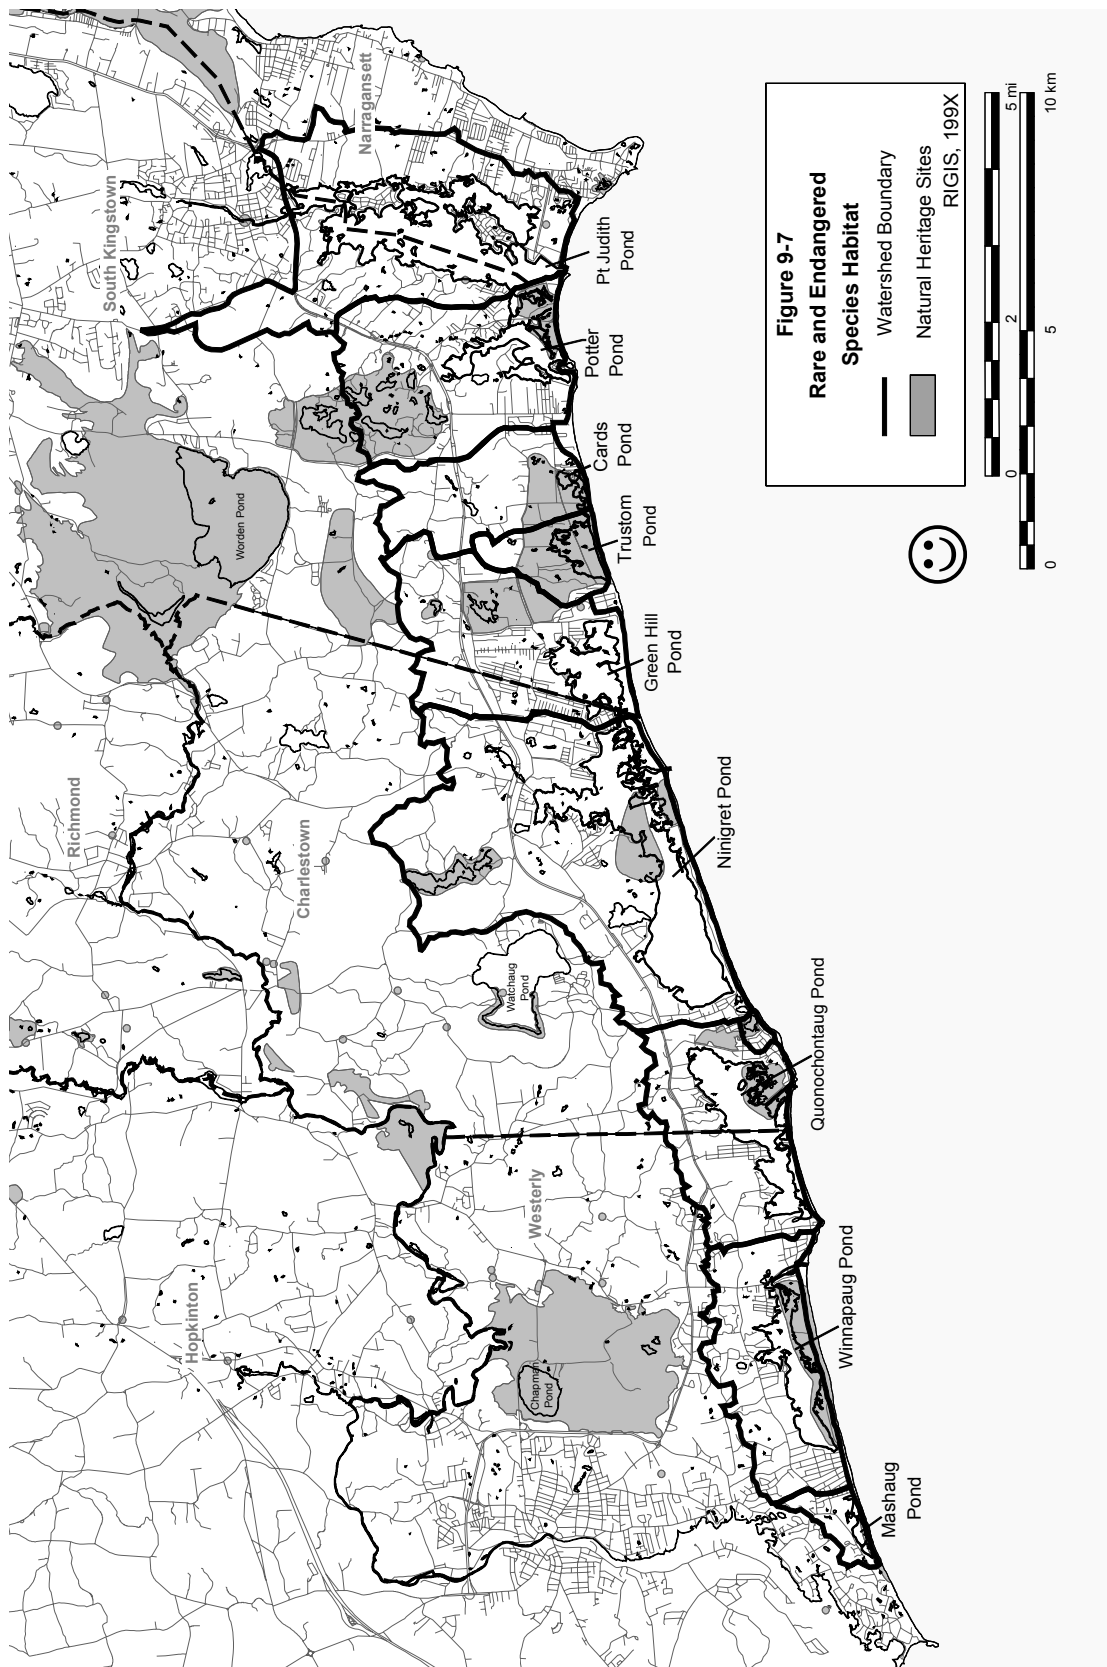 Figure 9-7
Rare and Endangered
Species Habitat
Watershed Boundary
Natural Heritage Sites
RIGIS, 199X
0
2
5 mi
0
5
10 km
Narragansett
South Kingstown
Richmond
Charlestown
Westerly
Hopkinton
Worden Pond
Watchaug
Pond
Chapman
Pond
Pt Judith
Pond
Potter
Pond
Cards
Pond
Trustom
Pond
Green Hill
Pond
Ninigret Pond
Quonochontaug Pond
Winnapaug Pond
Mashaug
Pond